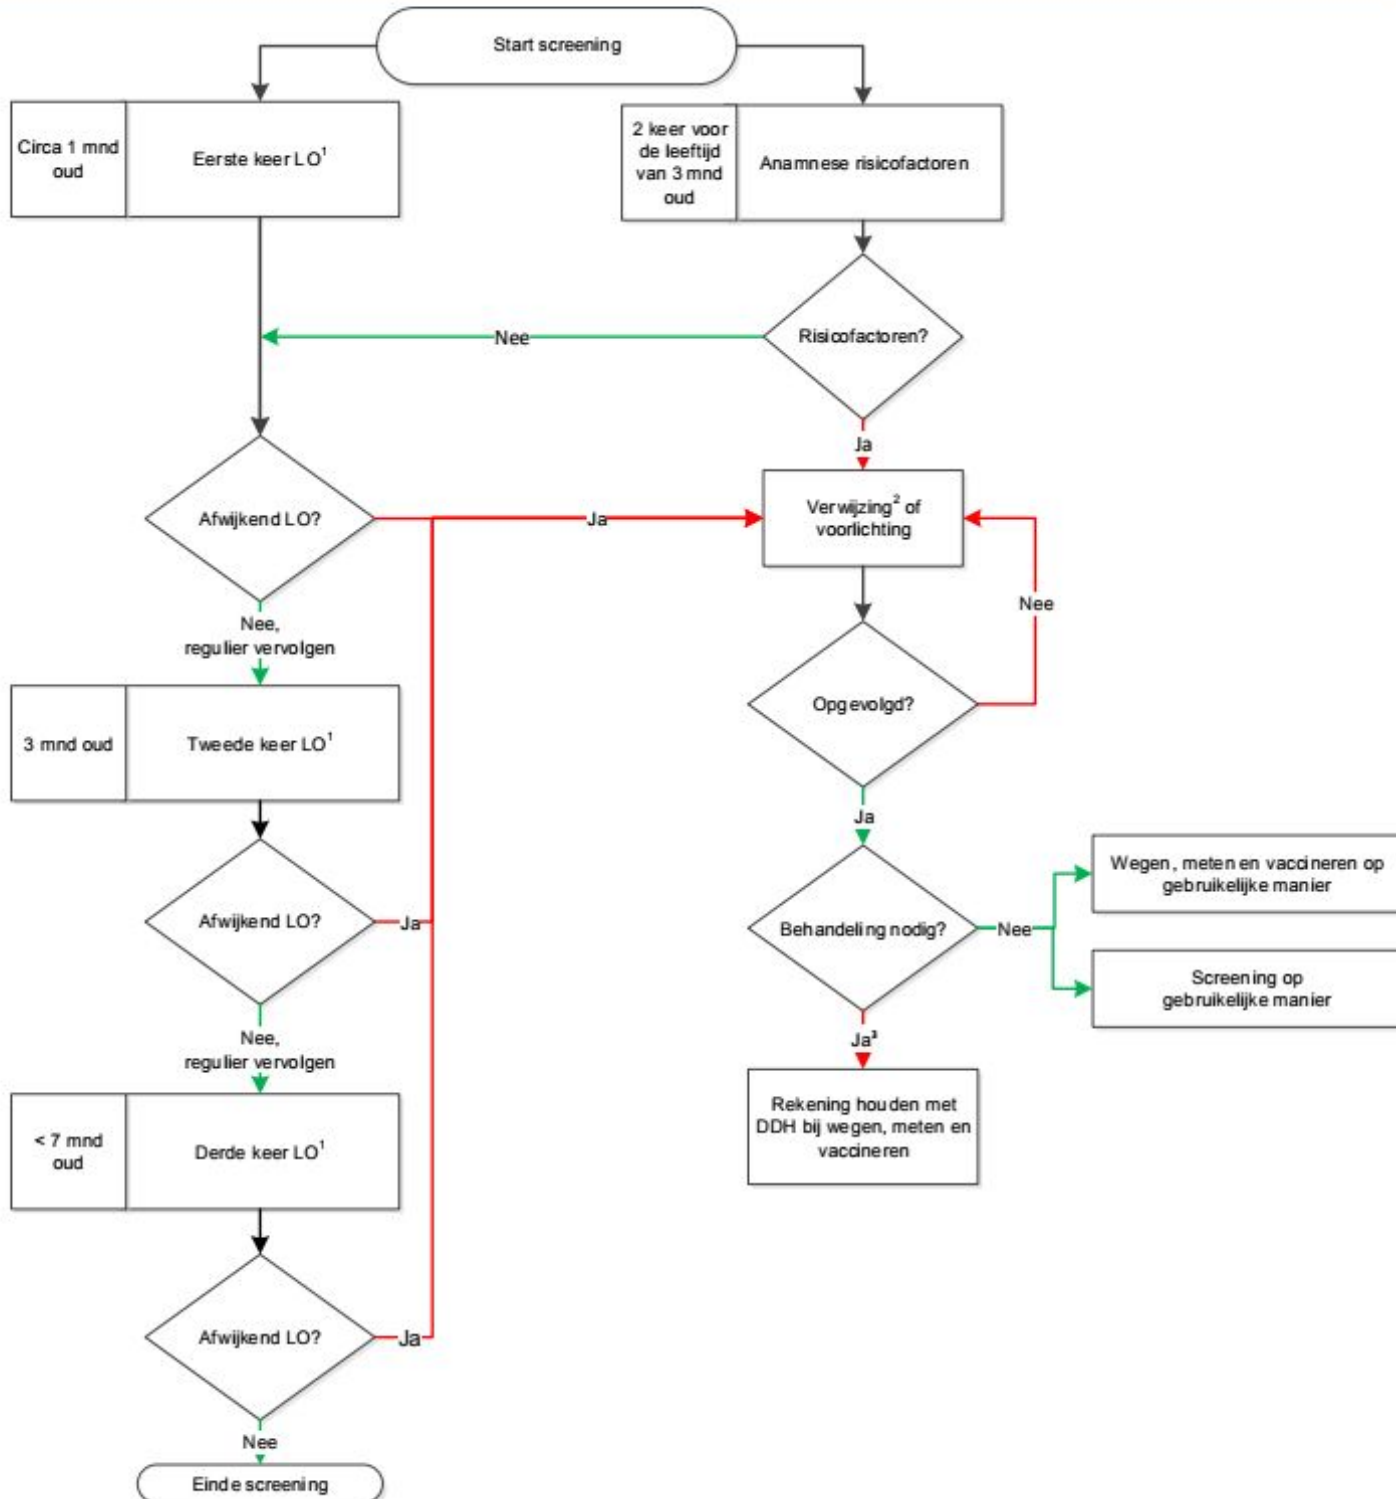 Start screening
Circa 1 mnd
oud
Eerste keer LO¹
2 keer voor
de leeftijd
van 3 mnd
oud
Anamnese risicofactoren
Risicofactoren?
Nee
Ja
Afwijkend LO?
Ja
Verwijzing² of
voorlichting
Nee
Nee,
regulier vervolgen
Opgevolgd?
3 mnd oud
Tweede keer LO¹
Ja
Afwijkend LO?
Ja
Behandeling nodig?
Nee
Wegen, meten en vaccineren op
gebruikelijke manier
Screening op
gebruikelijke manier
Nee,
regulier vervolgen
Ja³
< 7 mnd
oud
Derde keer LO¹
Rekening houden met
DDH bij wegen, meten en
vaccineren
Afwijkend LO?
Ja
Nee
Einde screening